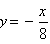 y = - x/8